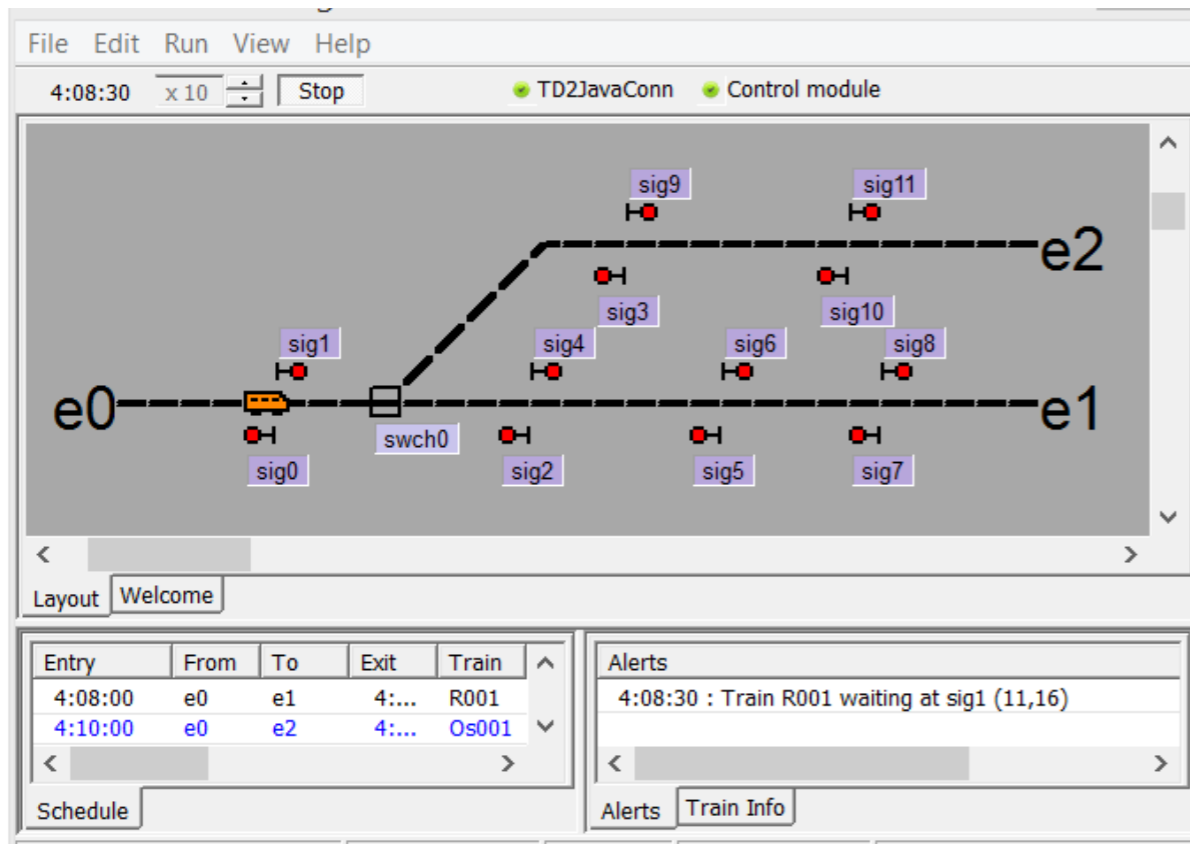 File Edit Run View Help
4:08:30 x 10 Stop TD2JavaConn Control module
sig9 sig11
e2
sig3 sig10
sig1 sig4 sig6 sig8
e0 e1
swch0
sig0 sig2 sig5 sig7
Layout Welcome
Entry From To Exit Train
4:08:00 e0 e1 4:... R001
4:10:00 e0 e2 4:... Os001
Schedule
Alerts
4:08:30 : Train R001 waiting at sig1 (11,16)
Alerts Train Info